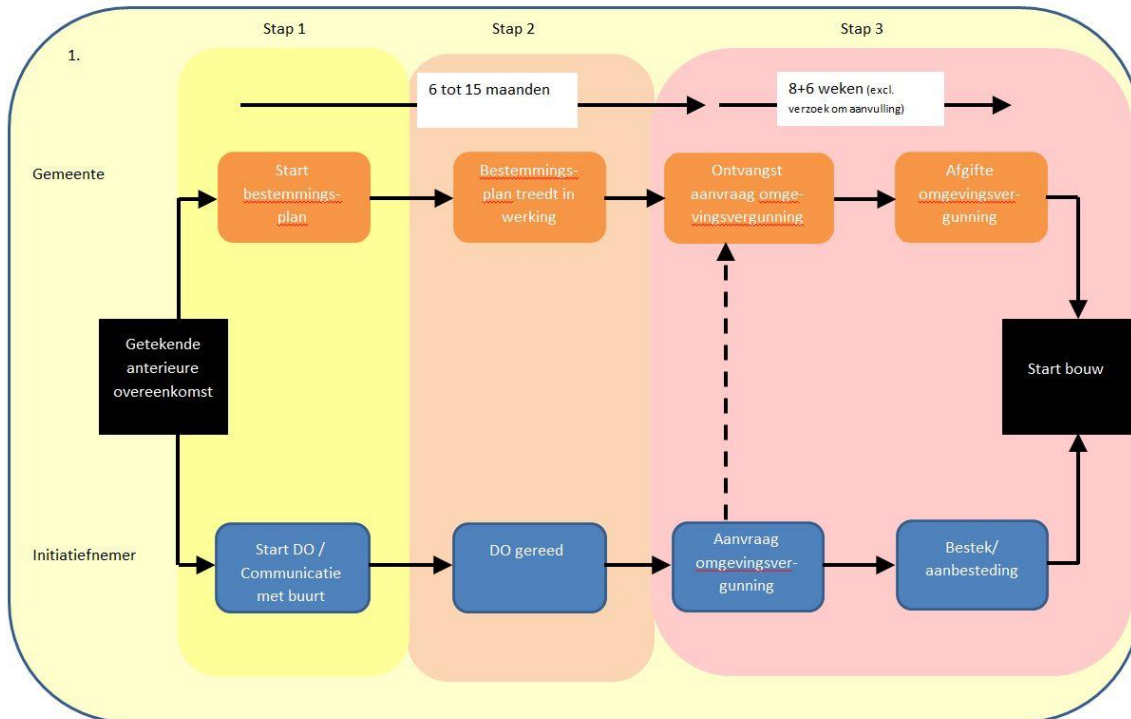 Stap 1
Stap 2
Stap 3
1.
6 tot 15 maanden
8+6 weken (excl.
verzoek om aanvulling)
Gemeente
Start
bestemmings-
plan
Bestemmings-
plan treedt in
werking
Ontvangst
aanvraag omge-
vingsvergunning
Afgifte
omgevingsver-
gunning
Getekende
anterieure
overeenkomst
Start bouw
Initiatiefnemer
Start DO /
Communicatie
met buurt
DO gereed
Aanvraag
omgevingsver-
gunning
Bestek/
aanbesteding